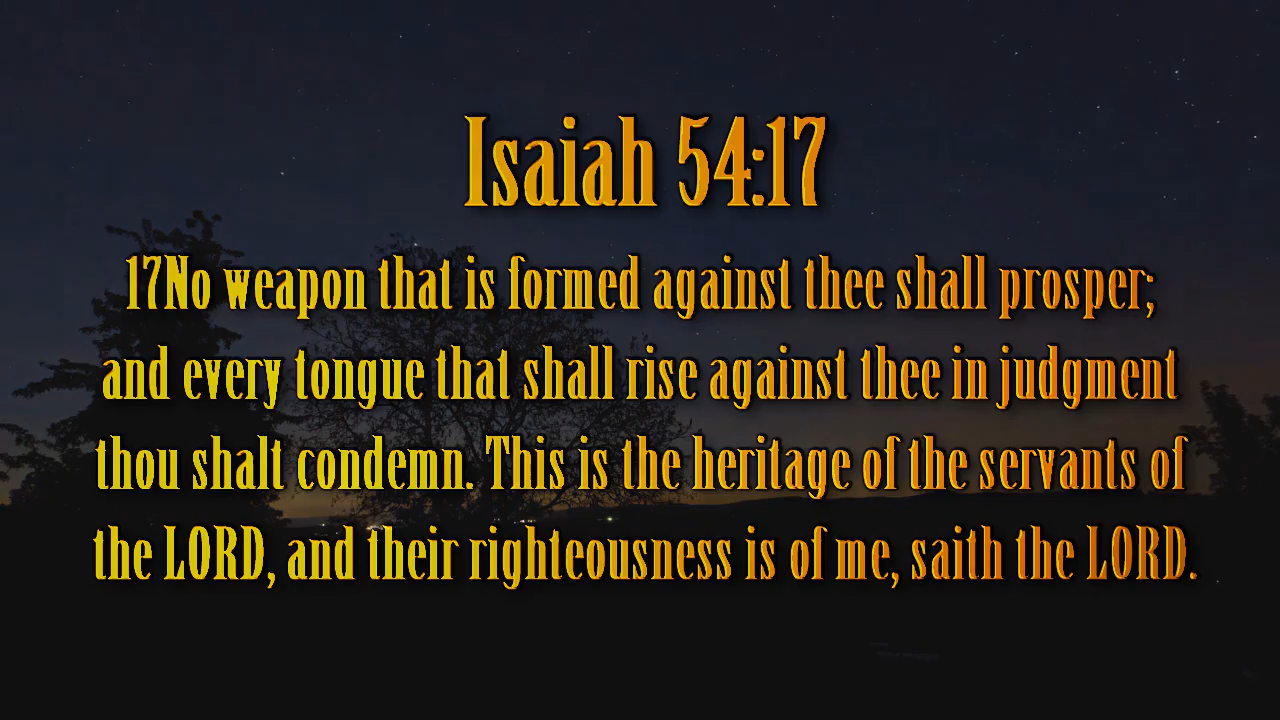 Isaiah 54:17
17No weapon that is formed against thee shall prosper;
and every tongue that shall rise against thee in judgment
thou shalt condemn. This is the heritage of the servants of
the LORD, and their righteousness is of me, saith the LORD.